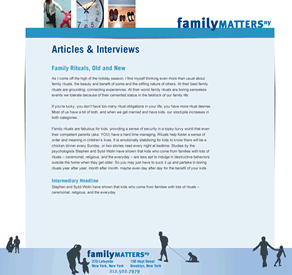 familyMATTERSny
Articles & Interviews
Family Rituals, Old and New
As I come off the high of the holiday season, I find myself thinking even more than usual about
family rituals, the beauty and benefit of some and the stifling nature of others. At their best family
rituals are grounding, connecting experiences. At their worst family rituals are boring senseless
events we tolerate because of their cemented status in the bedrock of our family life.
If you're lucky, you don't have too many ritual obligations in your life, you have more ritual desires.
Most of us have a bit of both, and when we get married and have kids our stockpile increases in
both categories.
Family rituals are fabulous for kids, providing a sense of security in a topsy-turvy world that even
their competent parents (aka: YOU) have a hard time managing. Rituals help foster a sense of
order and meaning in children's lives. It is emotionally stabilizing for kids to know there will be a
chicken dinner every Sunday, or two stories read every night at bedtime. Studies by the
psychologists Stephen and Sybil Wolin have shown that kids who come from families with lots of
rituals – ceremonial, religious, and the everyday – are less apt to indulge in destructive behaviors
outside the home when they get older. So you may just have to suck it up and partake in boring
rituals year after year, month after month, maybe even day after day for the benefit of your kids.
Intermediary Headline
Stephen and Sybil Wolin have shown that kids who come from families with lots of rituals –
ceremonial, religious, and the everyday
familyMATTERSny
270 Lafayette
New York, New York
136 Hoyt Street
Brooklyn, New York
212.502.7979